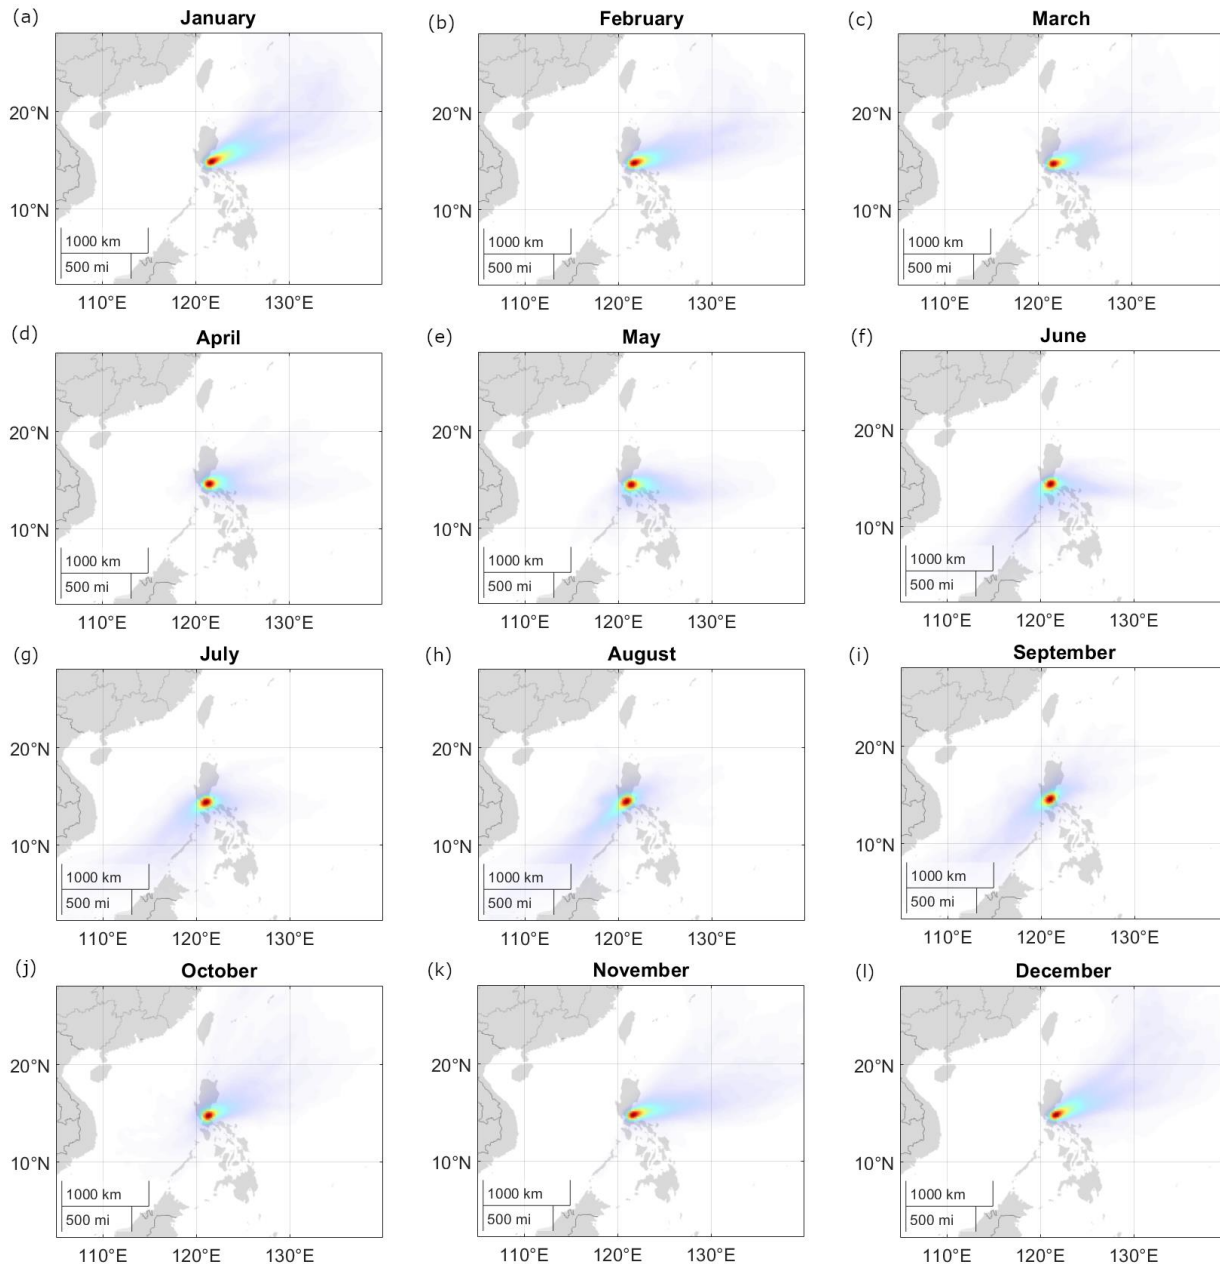 (a) January
20°N
10°N
1000 km
500 mi
110°E 120°E 130°E
(b) February
1000 km
500 mi
110°E 120°E 130°E
(c) March
20°N
10°N
1000 km
500 mi
110°E 120°E 130°E
(d) April
20°N
10°N
1000 km
500 mi
110°E 120°E 130°E
(e) May
20°N
10°N
1000 km
500 mi
110°E 120°E 130°E
(f) June
20°N
10°N
1000 km
500 mi
110°E 120°E 130°E
(g) July
20°N
10°N
1000 km
500 mi
110°E 120°E 130°E
(h) August
20°N
10°N
1000 km
500 mi
110°E 120°E 130°E
(i) September
20°N
10°N
1000 km
500 mi
110°E 120°E 130°E
(j) October
20°N
10°N
1000 km
500 mi
110°E 120°E 130°E
(k) November
20°N
10°N
1000 km
500 mi
110°E 120°E 130°E
(l) December
20°N
10°N
1000 km
500 mi
110°E 120°E 130°E